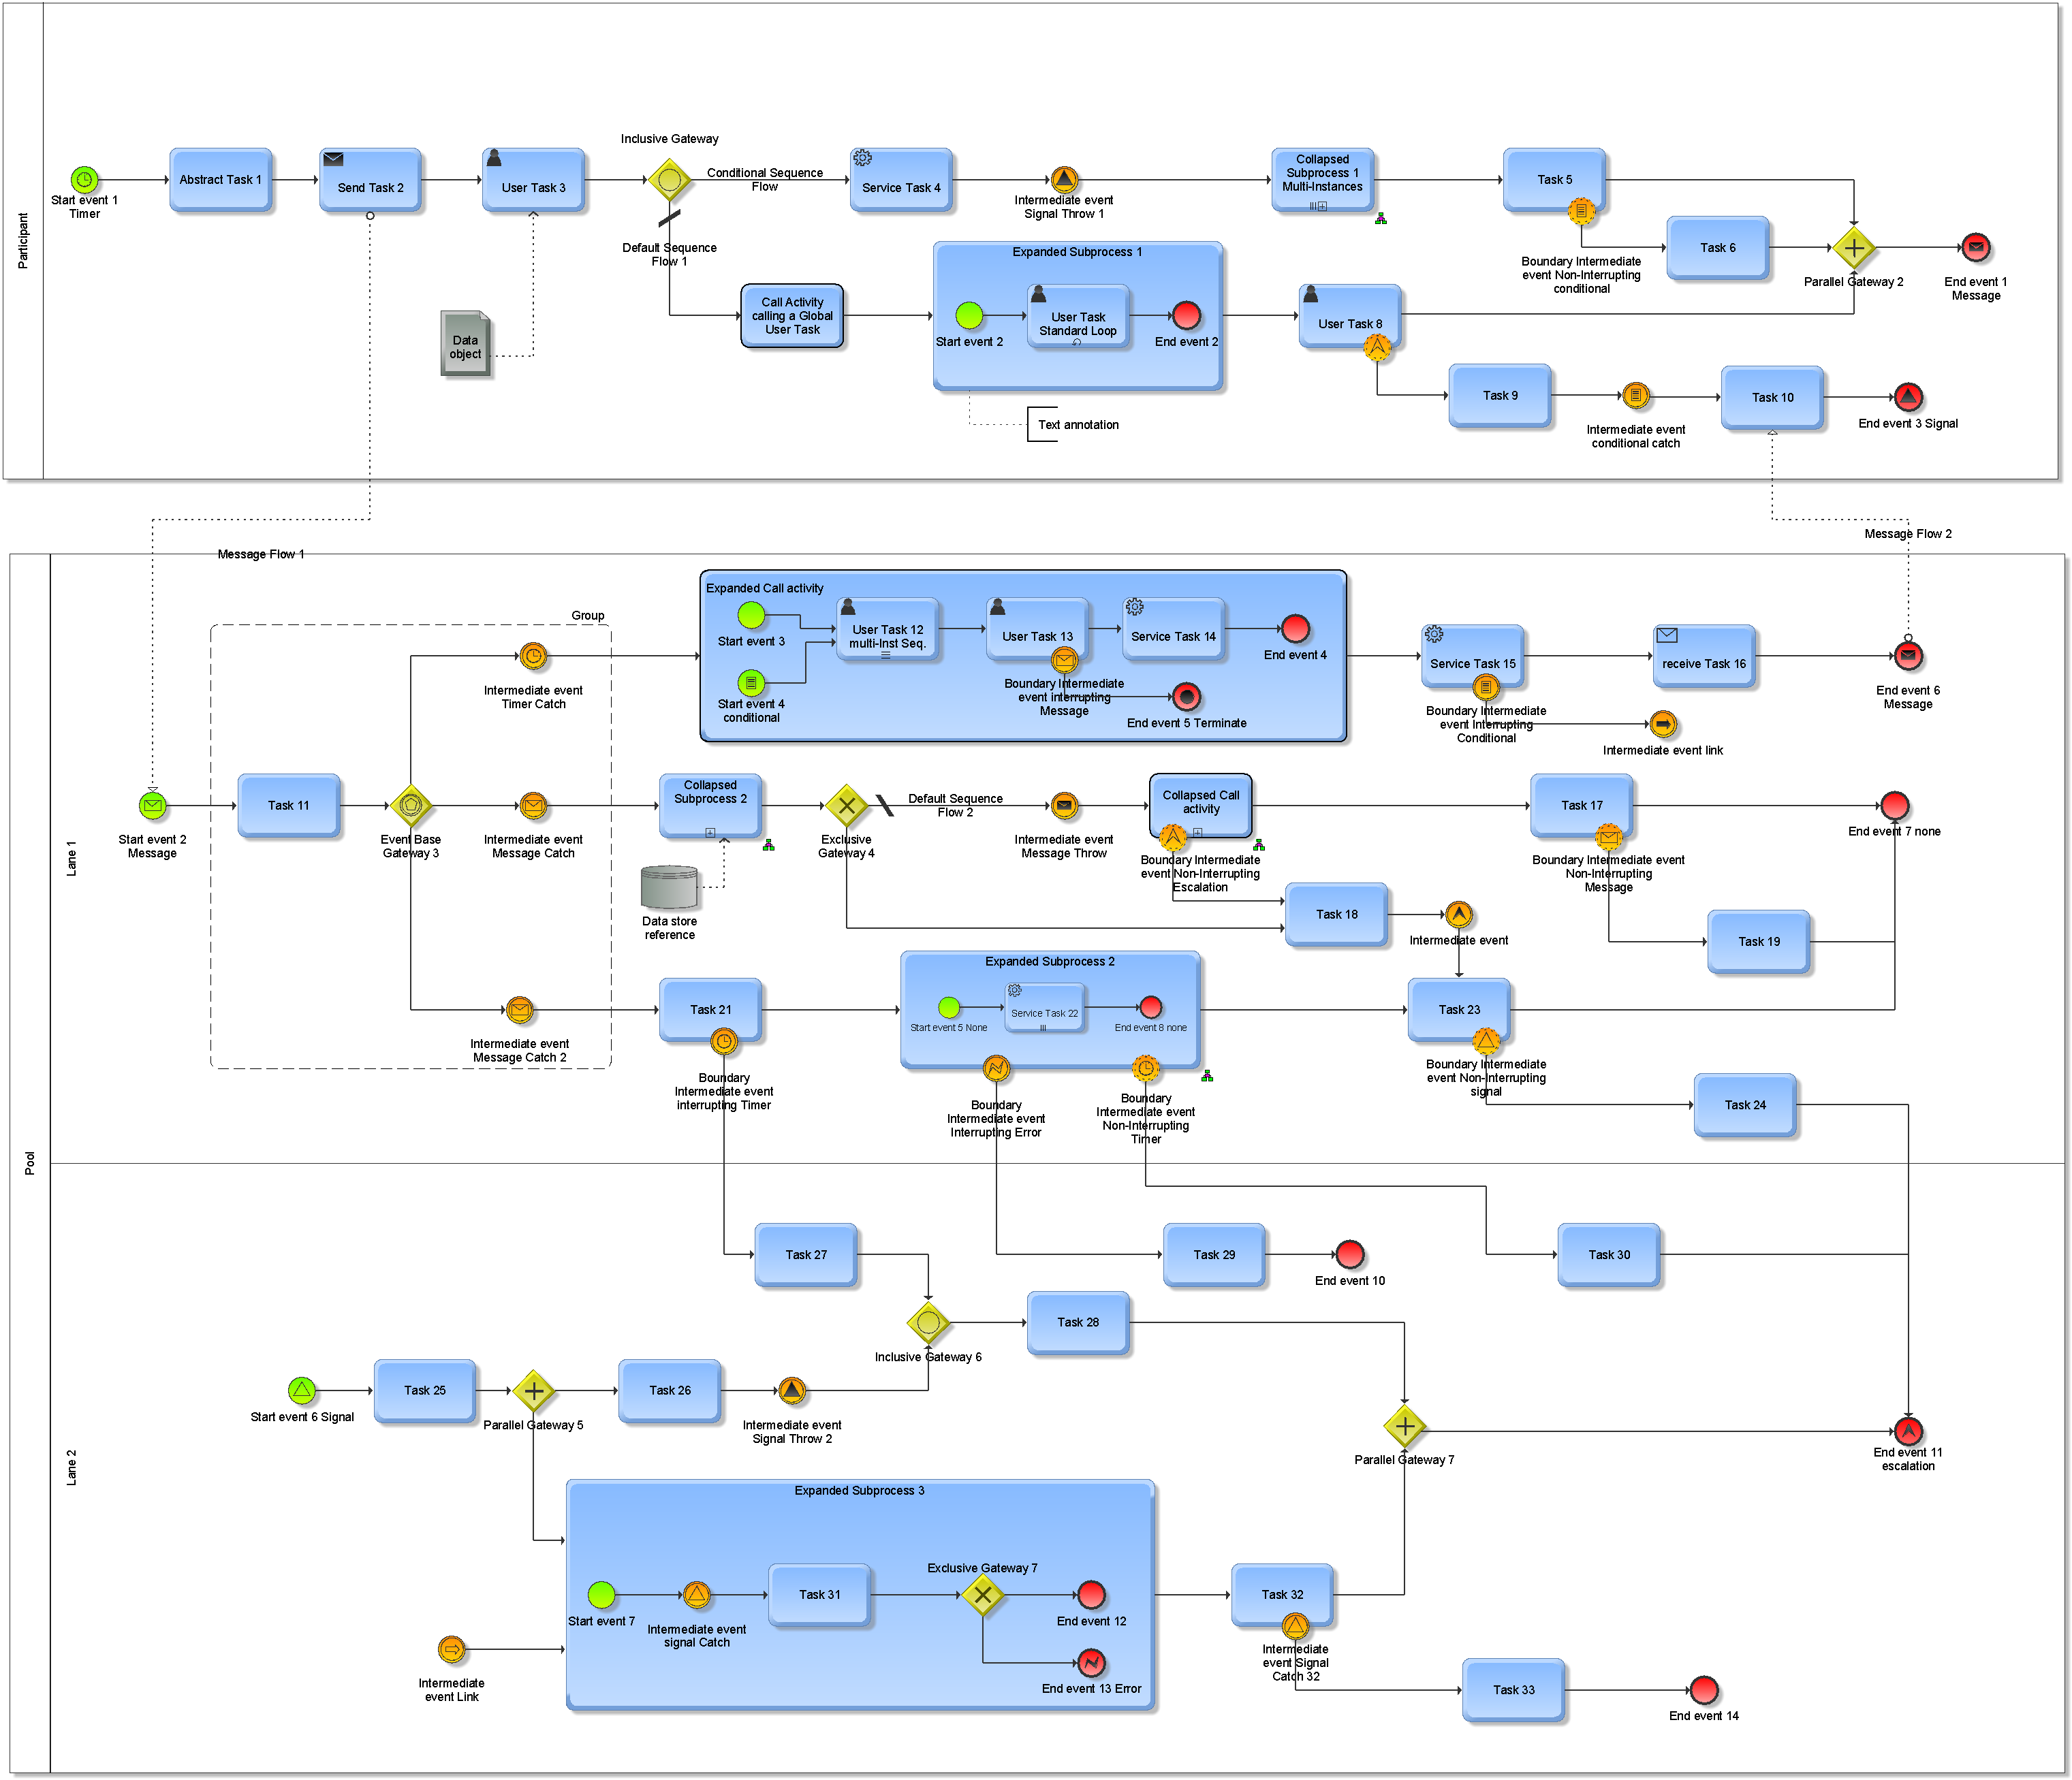 Participant
Inclusive Gateway
Start event 1
Timer
Abstract Task 1
Send Task 2
User Task 3
Conditional Sequence
Flow
Service Task 4
Intermediate event
Signal Throw 1
Collapsed
Subprocess 1
Multi-Instances
Task 5
Boundary Intermediate
event Non-Interrupting
conditional
Task 6
Parallel Gateway 2
End event 1
Message
Default Sequence
Flow 1
Data
object
Call Activity
calling a Global
User Task
Expanded Subprocess 1
Start event 2
User Task
Standard Loop
End event 2
Text annotation
User Task 8
Task 9
Intermediate event
conditional catch
Task 10
End event 3 Signal
Message Flow 1
Message Flow 2
Pool
Lane 1
Group
Start event 2
Message
Task 11
Event Base
Gateway 3
Intermediate event
Timer Catch
Expanded Call activity
Start event 3
Start event 4
conditional
User Task 12
multi-Inst Seq.
User Task 13
Boundary Intermediate
event interrupting
Message
Service Task 14
End event 4
End event 5 Terminate
Service Task 15
Boundary Intermediate
event Interrupting
Conditional
receive Task 16
Intermediate event link
End event 6
Message
Intermediate event
Message Catch
Collapsed
Subprocess 2
Data store
reference
Exclusive
Gateway 4
Default Sequence
Flow 2
Intermediate event
Message Throw
Collapsed Call
activity
Boundary Intermediate
event Non-Interrupting
Escalation
Task 17
Boundary Intermediate event
Non-Interrupting
Message
End event 7 none
Task 18
Intermediate event
Task 19
Intermediate event
Message Catch 2
Task 21
Boundary
Intermediate event
interrupting Timer
Expanded Subprocess 2
Start event 5 None
Service Task 22
End event 8 none
Boundary
Intermediate event
Interrupting Error
Boundary
Intermediate event
Non-Interrupting
Timer
Task 23
Boundary Intermediate
event Non-Interrupting
signal
Task 24
Lane 2
Task 27
Task 29
End event 10
Task 30
Inclusive Gateway 6
Task 28
Start event 6 Signal
Task 25
Parallel Gateway 5
Task 26
Intermediate event
Signal Throw 2
Parallel Gateway 7
End event 11
escalation
Expanded Subprocess 3
Start event 7
Intermediate event
signal Catch
Task 31
Exclusive Gateway 7
End event 12
End event 13 Error
Intermediate
event Link
Task 32
Intermediate
event Signal
Catch 32
Task 33
End event 14